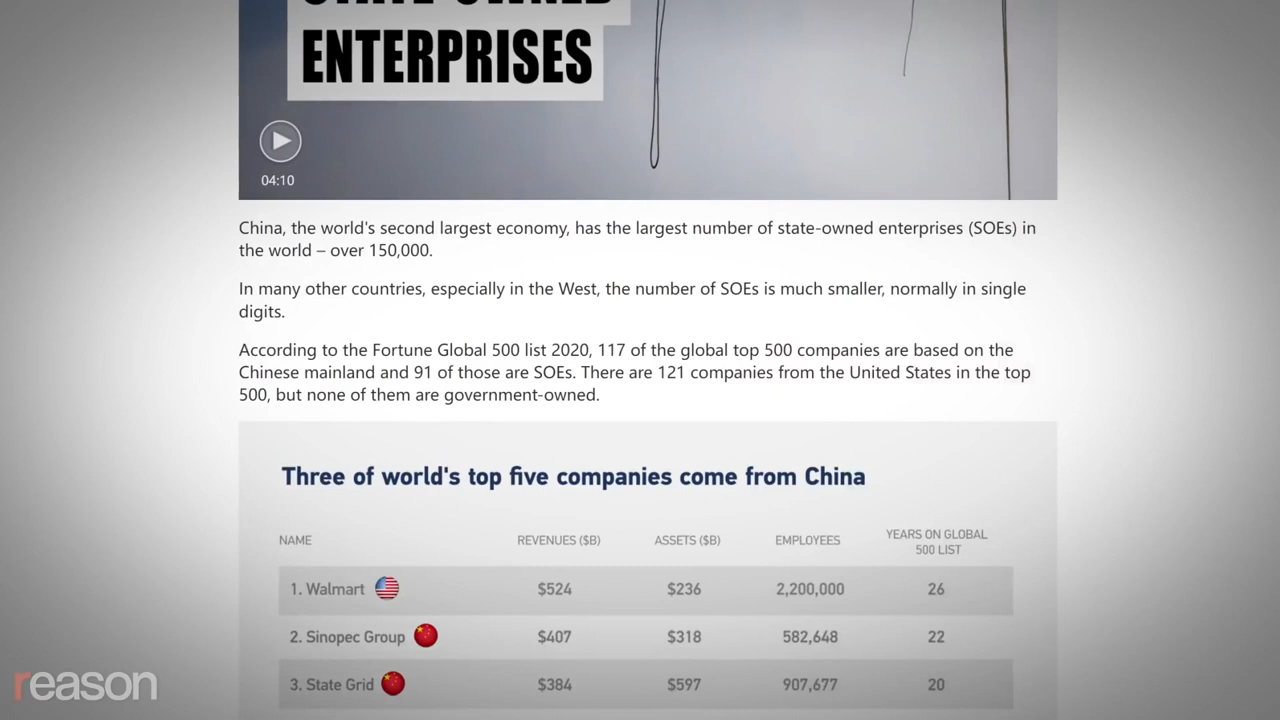 STATE-OWNED
ENTERPRISES
04:10
China, the world's second largest economy, has the largest number of state-owned enterprises (SOEs) in
the world – over 150,000.
In many other countries, especially in the West, the number of SOEs is much smaller, normally in single
digits.
According to the Fortune Global 500 list 2020, 117 of the global top 500 companies are based on the
Chinese mainland and 91 of those are SOEs. There are 121 companies from the United States in the top
500, but none of them are government-owned.
Three of world's top five companies come from China
NAME REVENUES ($B) ASSETS ($B) EMPLOYEES YEARS ON GLOBAL
500 LIST
1. Walmart $524 $236 2,200,000 26
2. Sinopec Group $407 $318 582,648 22
3. State Grid $384 $597 907,677 20
reason